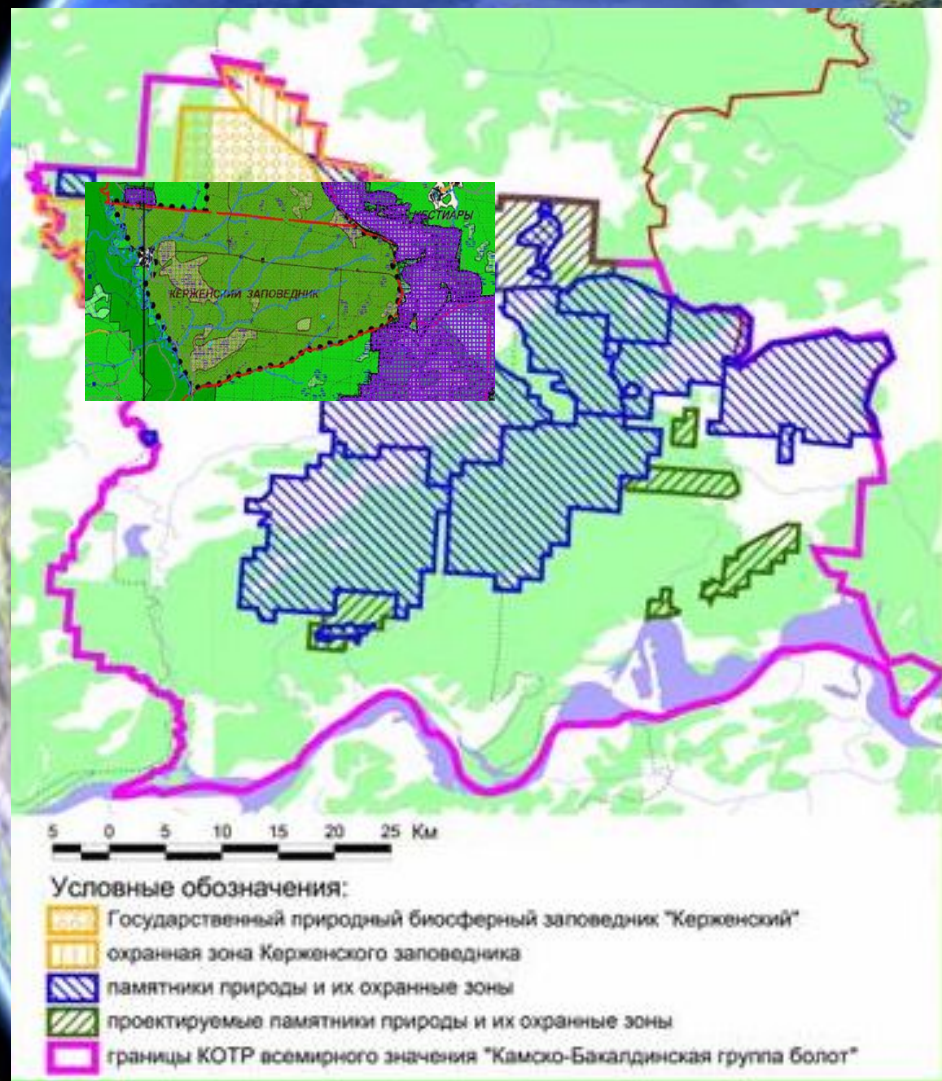 КЕСТИАРЫ
КЕРЖЕНСКИЙ ЗАПОВЕДНИК
5 0 5 10 15 20 25 Км
Условные обозначения:
Государственный природный биосферный заповедник "Керженский"
охранная зона Керженского заповедника
памятники природы и их охранные зоны
проектируемые памятники природы и их охранные зоны
границы КОТР всемирного значения "Камско-Бакалдинская группа болот"